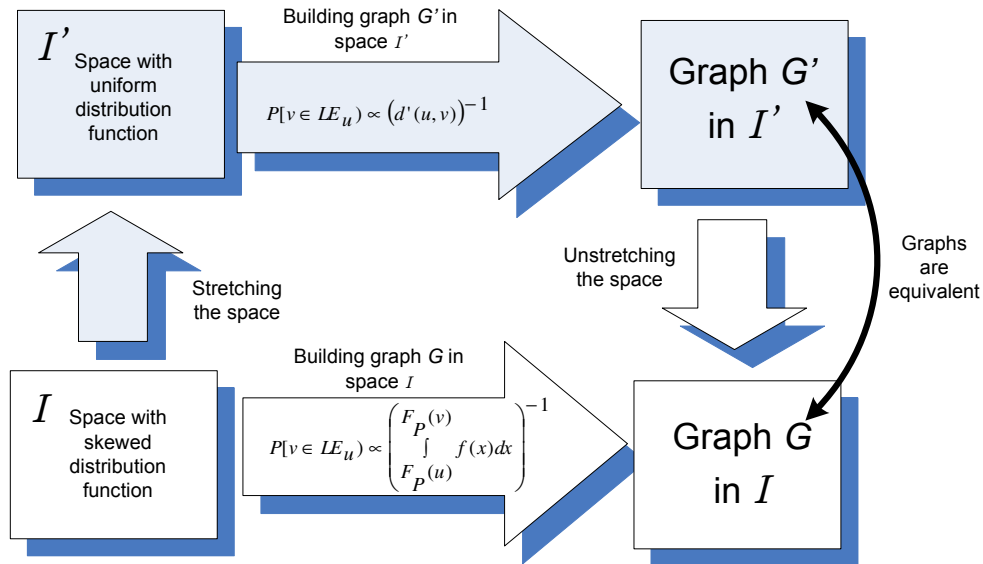 I'
Space with
uniform
distribution
function
Building graph G' in
space I'
P[v ∈ LE_u) ∝ (d'(u, v))^{-1}
Graph G'
in I'
Stretching
the space
Unstretching
the space
Graphs
are
equivalent
I
Space with
skewed
distribution
function
Building graph G in
space I
P[v ∈ LE_u) ∝ (∫_{F_P(u)}^{F_P(v)} f(x)dx)^{-1}
Graph G
in I